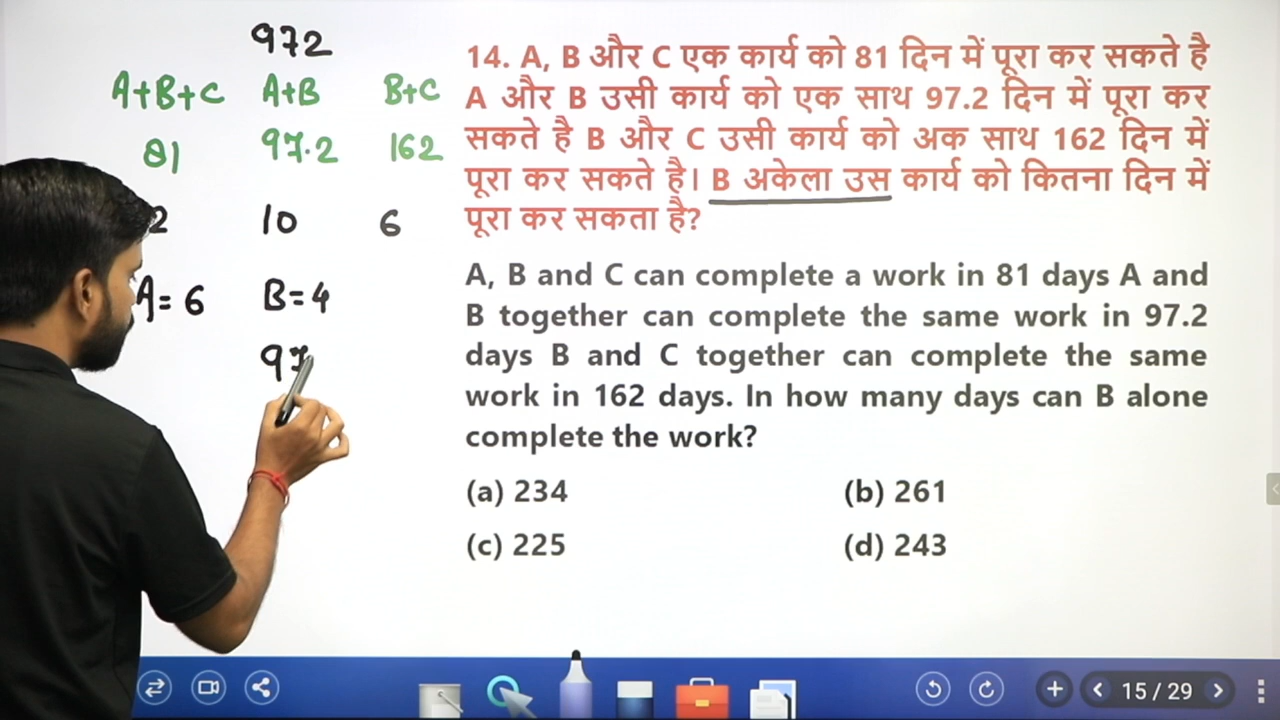 972
A+B+C A+B B+C
81 97.2 162
2 10 6
A= 6 B=4
97
14. A, B और C एक कार्य को 81 दिन में पूरा कर सकते है
A और B उसी कार्य को एक साथ 97.2 दिन में पूरा कर
सकते है B और C उसी कार्य को अक साथ 162 दिन में
पूरा कर सकते है। B अकेला उस कार्य को कितना दिन में
पूरा कर सकता है?
A, B and C can complete a work in 81 days A and
B together can complete the same work in 97.2
days B and C together can complete the same
work in 162 days. In how many days can B alone
complete the work?
(a) 234 (b) 261
(c) 225 (d) 243
15 / 29